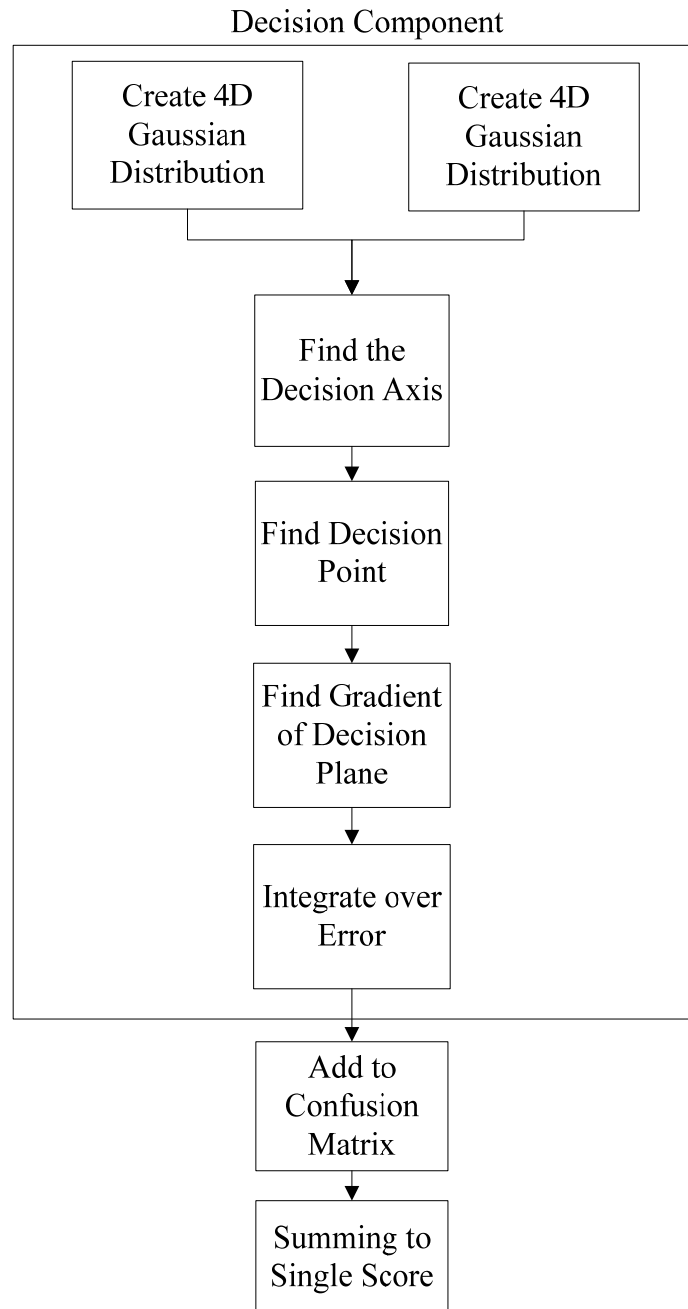 Decision Component
Create 4D
Gaussian
Distribution
Create 4D
Gaussian
Distribution
Find the
Decision Axis
Find Decision
Point
Find Gradient
of Decision
Plane
Integrate over
Error
Add to
Confusion
Matrix
Summing to
Single Score